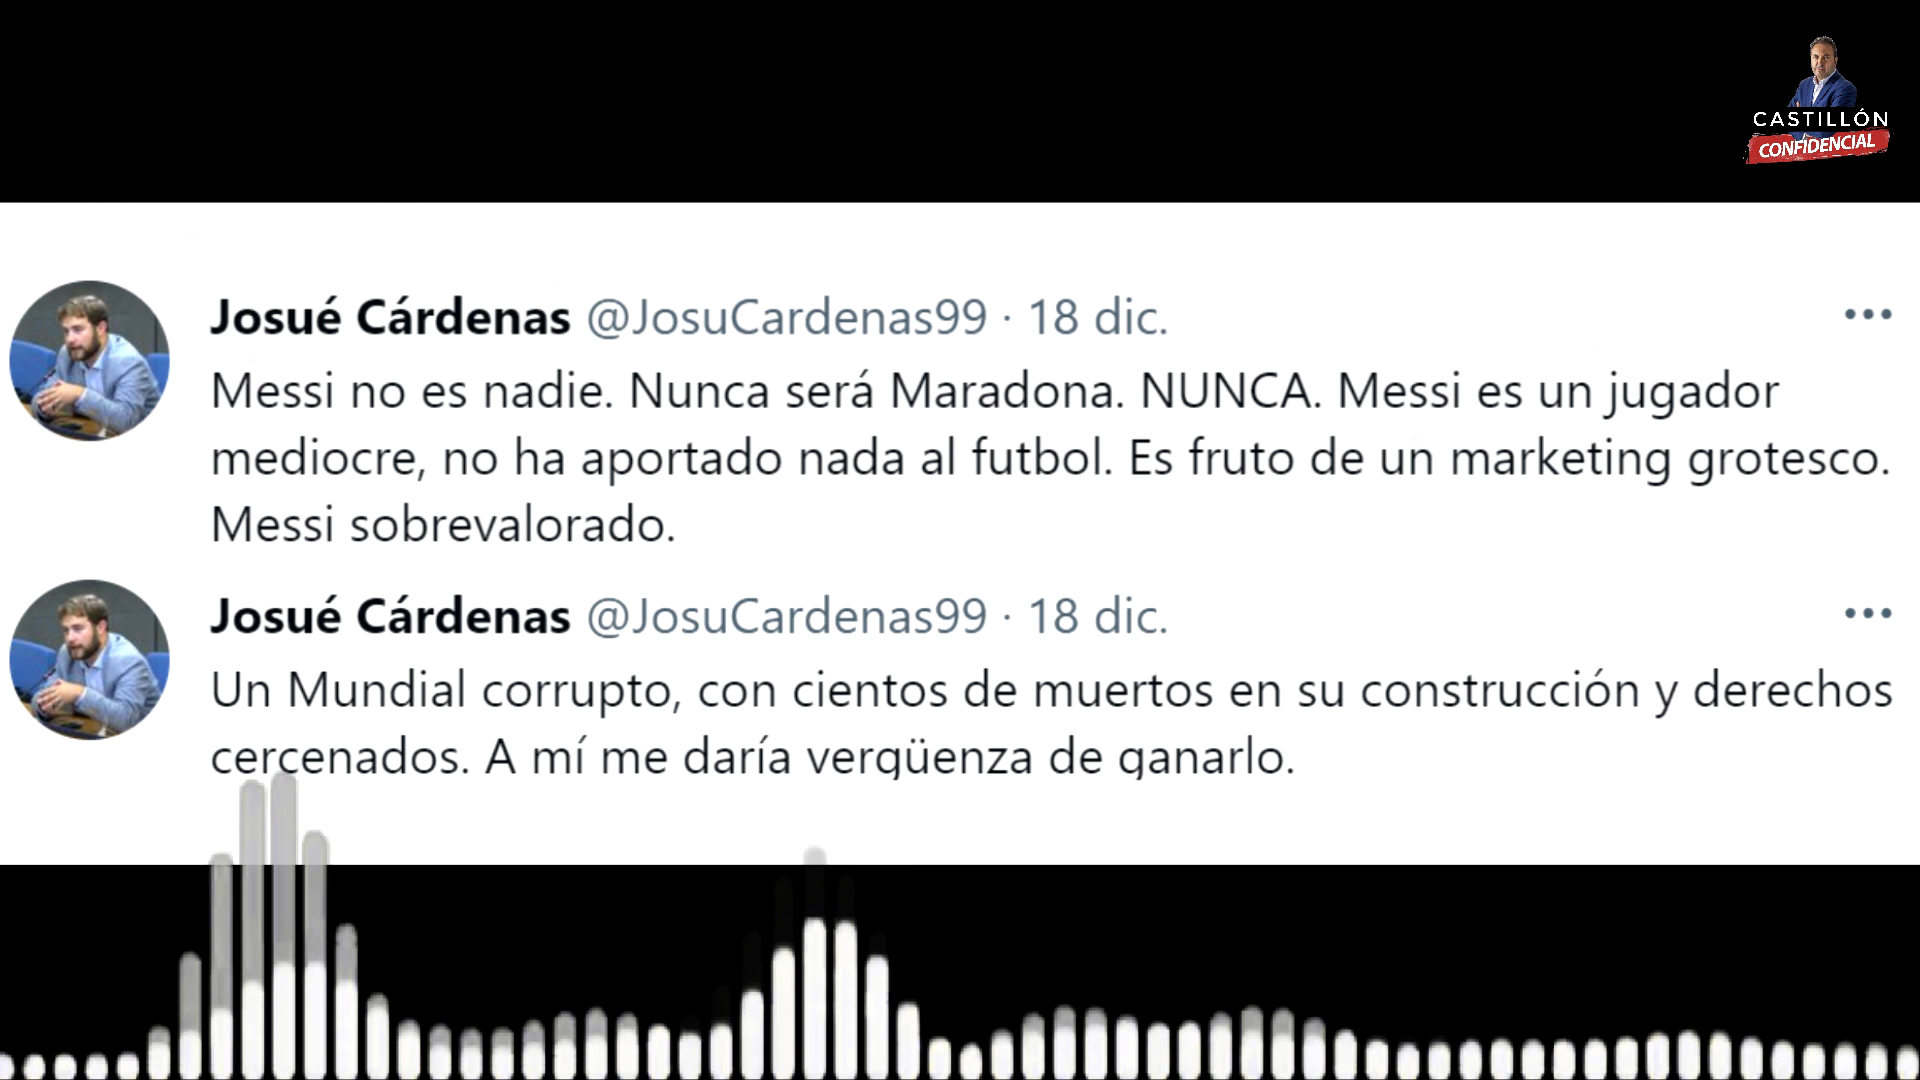 CASTILLÓN
CONFIDENCIAL
Josué Cárdenas @JosuCardenas99 · 18 dic.
Messi no es nadie. Nunca será Maradona. NUNCA. Messi es un jugador
mediocre, no ha aportado nada al futbol. Es fruto de un marketing grotesco.
Messi sobrevalorado.
Josué Cárdenas @JosuCardenas99 · 18 dic.
Un Mundial corrupto, con cientos de muertos en su construcción y derechos
cercenados. A mí me daría vergüenza de ganarlo.